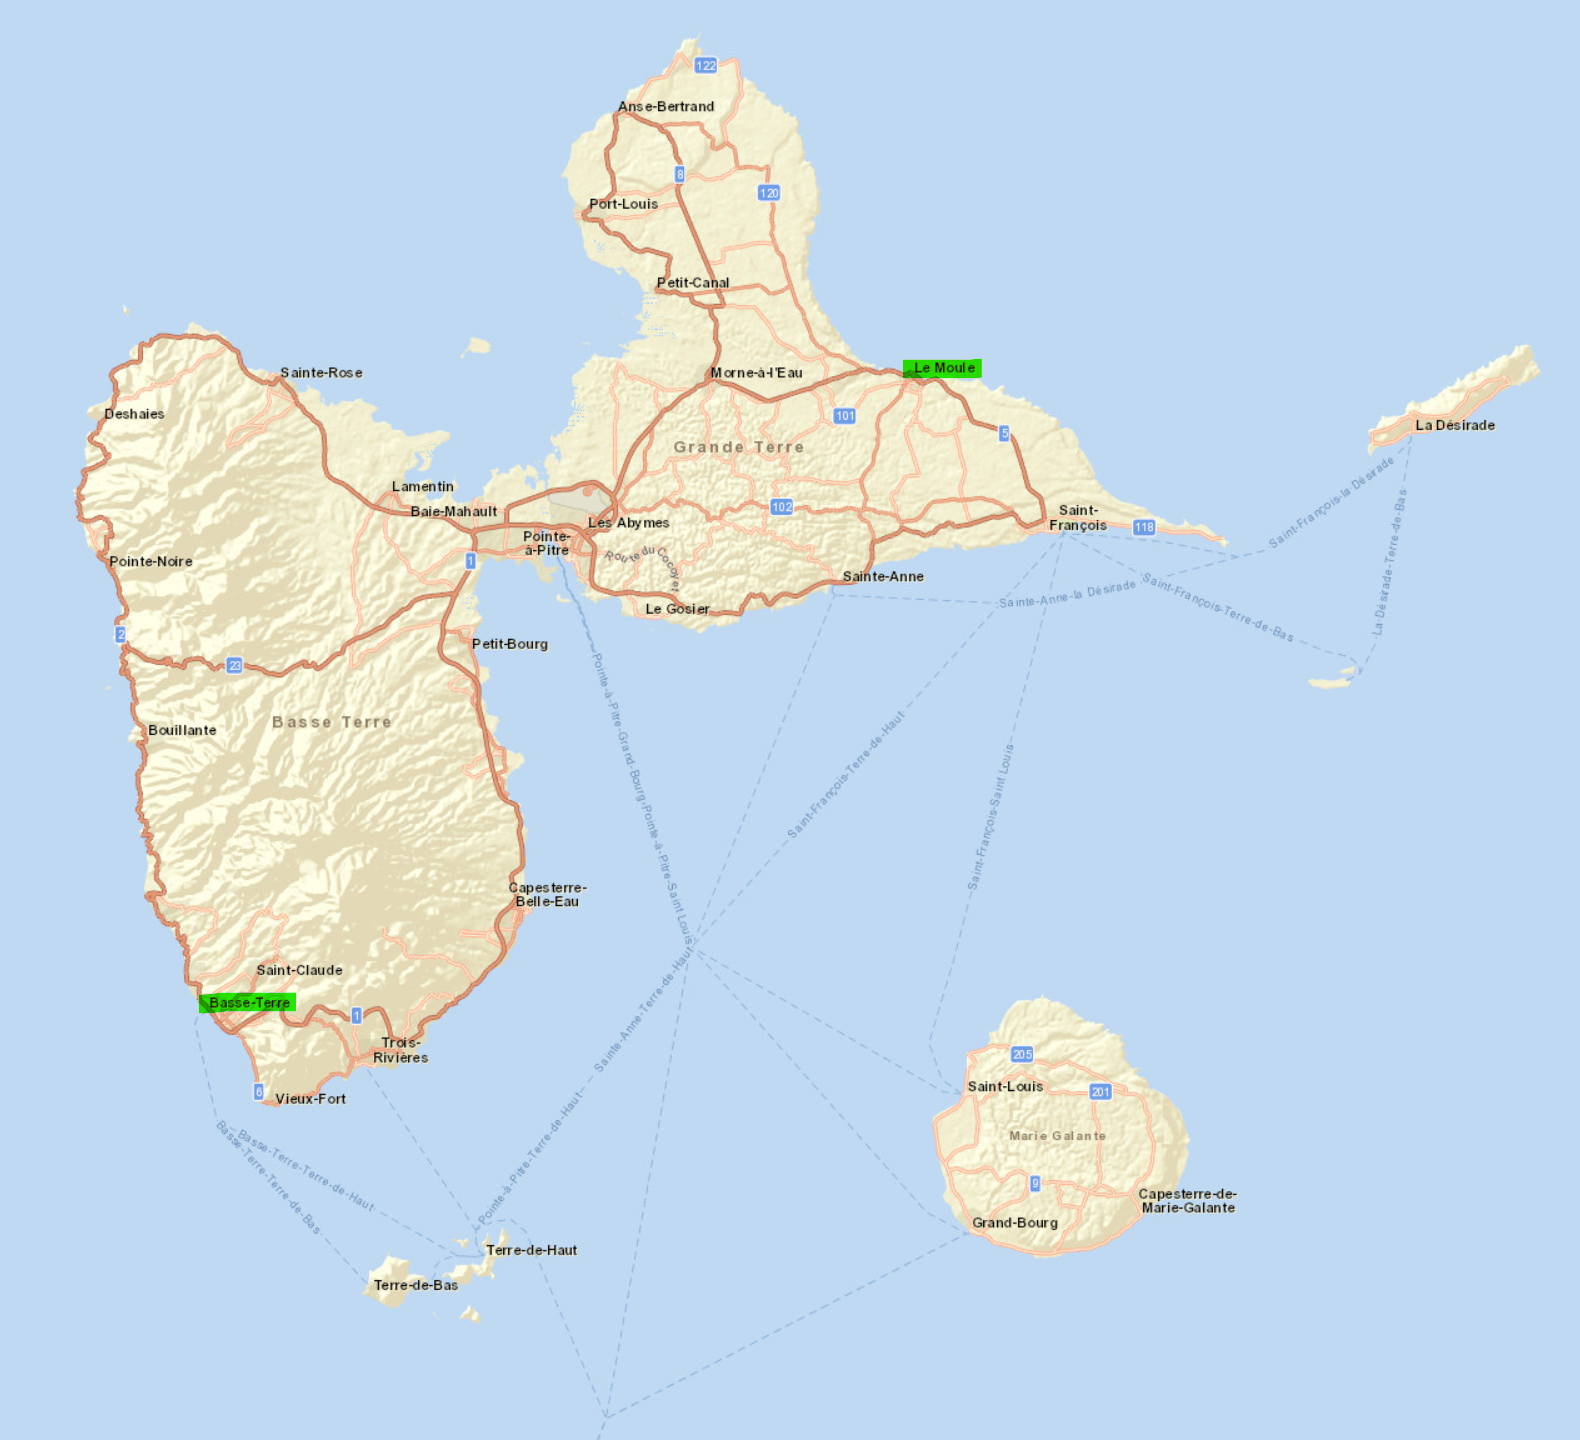 122
Anse-Bertrand
8
120
Port-Louis
Petit-Canal
Sainte-Rose
Morne-à-l'Eau
Le Moule
Deshaies
101
La Désirade
5
Grande Terre
Lamentin
Baie-Mahault
Les Abymes
102
Saint-
François
118
Saint-François-la Désirade
La Désirade-Terre-de-Bas
Pointe-
à-Pitre
Route du Cocoyer
Pointe-Noire
1
Sainte-Anne
Sainte-Anne-la Désirade
Saint-François-Terre-de-Bas
Le Gosier
2
Petit-Bourg
23
Basse Terre
Bouillante
Pointe-à-Pitre-Grand-Bourg-Pointe-à-Pitre-Saint Louis
Saint-François-Terre-de-Haut
Saint-François-Saint Louis
Capesterre-
Belle-Eau
Saint-Claude
Basse-Terre
1
Trois-
Rivières
Sainte-Anne-Terre-de-Haut
6
Vieux-Fort
Pointe-à-Pitre-Terre-de-Haut
Basse-Terre-Terre-de-Haut
Basse-Terre-Terre-de-Bas
205
Saint-Louis
201
Marie Galante
9
Capesterre-de-
Marie-Galante
Grand-Bourg
Terre-de-Haut
Terre-de-Bas